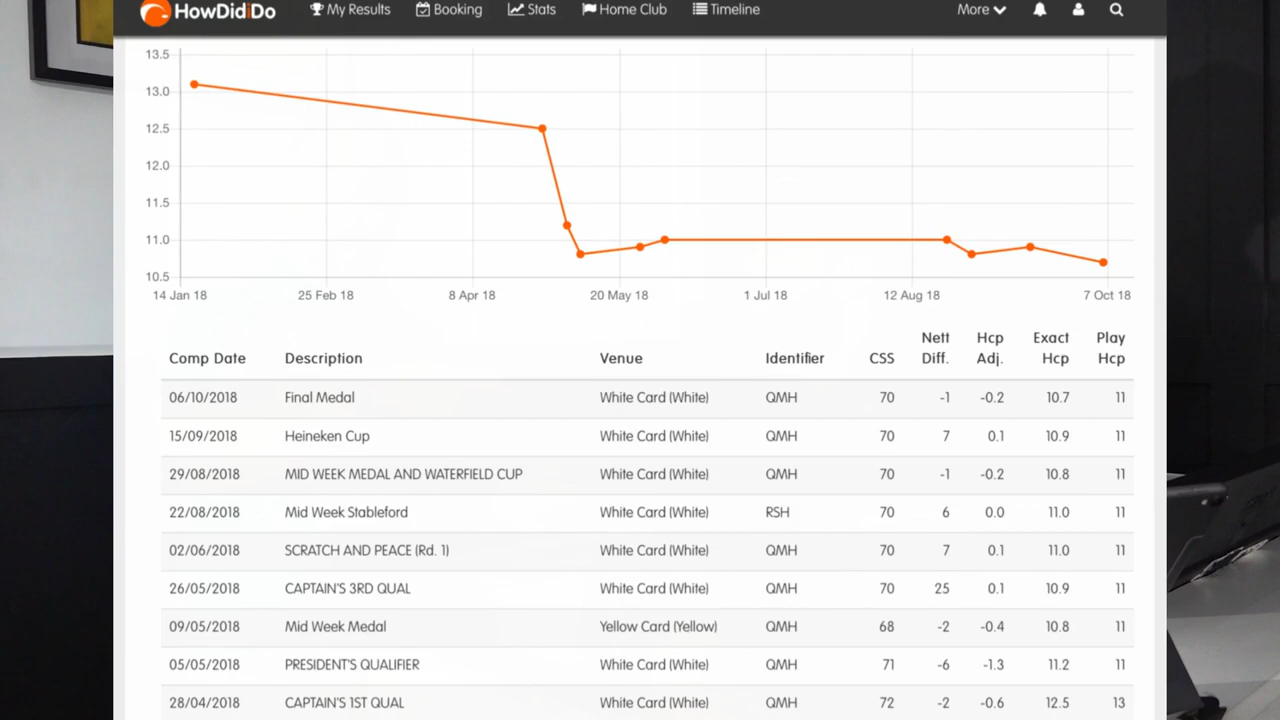 HowDidiDo My Results Booking Stats Home Club Timeline More
13.5
13.0
12.5
12.0
11.5
11.0
10.5
14 Jan 18 25 Feb 18 8 Apr 18 20 May 18 1 Jul 18 12 Aug 18 7 Oct 18
Comp Date Description Venue Identifier CSS Nett Diff. Hcp Adj. Exact Hcp Play Hcp
06/10/2018 Final Medal White Card (White) QMH 70 -1 -0.2 10.7 11
15/09/2018 Heineken Cup White Card (White) QMH 70 7 0.1 10.9 11
29/08/2018 MID WEEK MEDAL AND WATERFIELD CUP White Card (White) QMH 70 -1 -0.2 10.8 11
22/08/2018 Mid Week Stableford White Card (White) RSH 70 6 0.0 11.0 11
02/06/2018 SCRATCH AND PEACE (Rd. 1) White Card (White) QMH 70 7 0.1 11.0 11
26/05/2018 CAPTAIN'S 3RD QUAL White Card (White) QMH 70 25 0.1 10.9 11
09/05/2018 Mid Week Medal Yellow Card (Yellow) QMH 68 -2 -0.4 10.8 11
05/05/2018 PRESIDENT'S QUALIFIER White Card (White) QMH 71 -6 -1.3 11.2 11
28/04/2018 CAPTAIN'S 1ST QUAL White Card (White) QMH 72 -2 -0.6 12.5 13